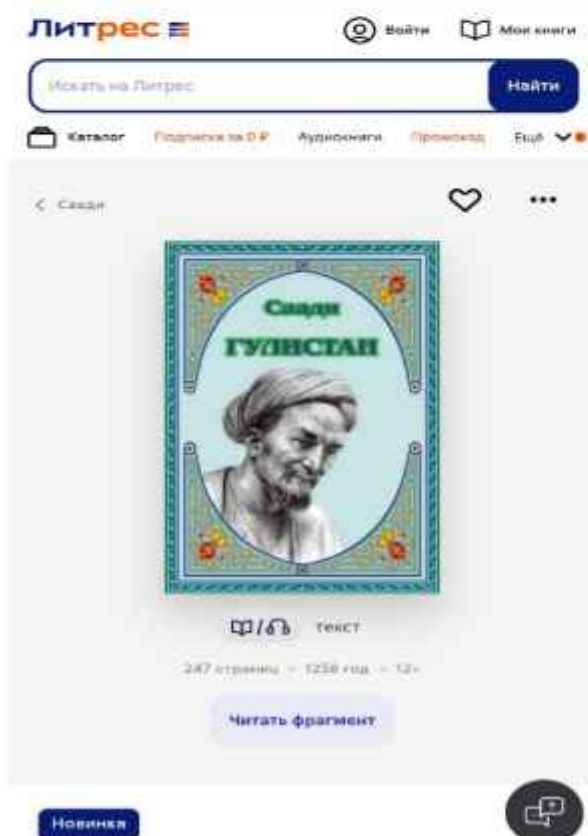 Литрес
Войти
Мои книги
Искать на Литрес
Найти
Каталог
Подписка за 0 ₽
Аудиокниги
Промокод
Ещё
Саади
Саади
ГУЛИСТАН
текст
247 страниц · 1258 год · 12+
Читать фрагмент
Новинка